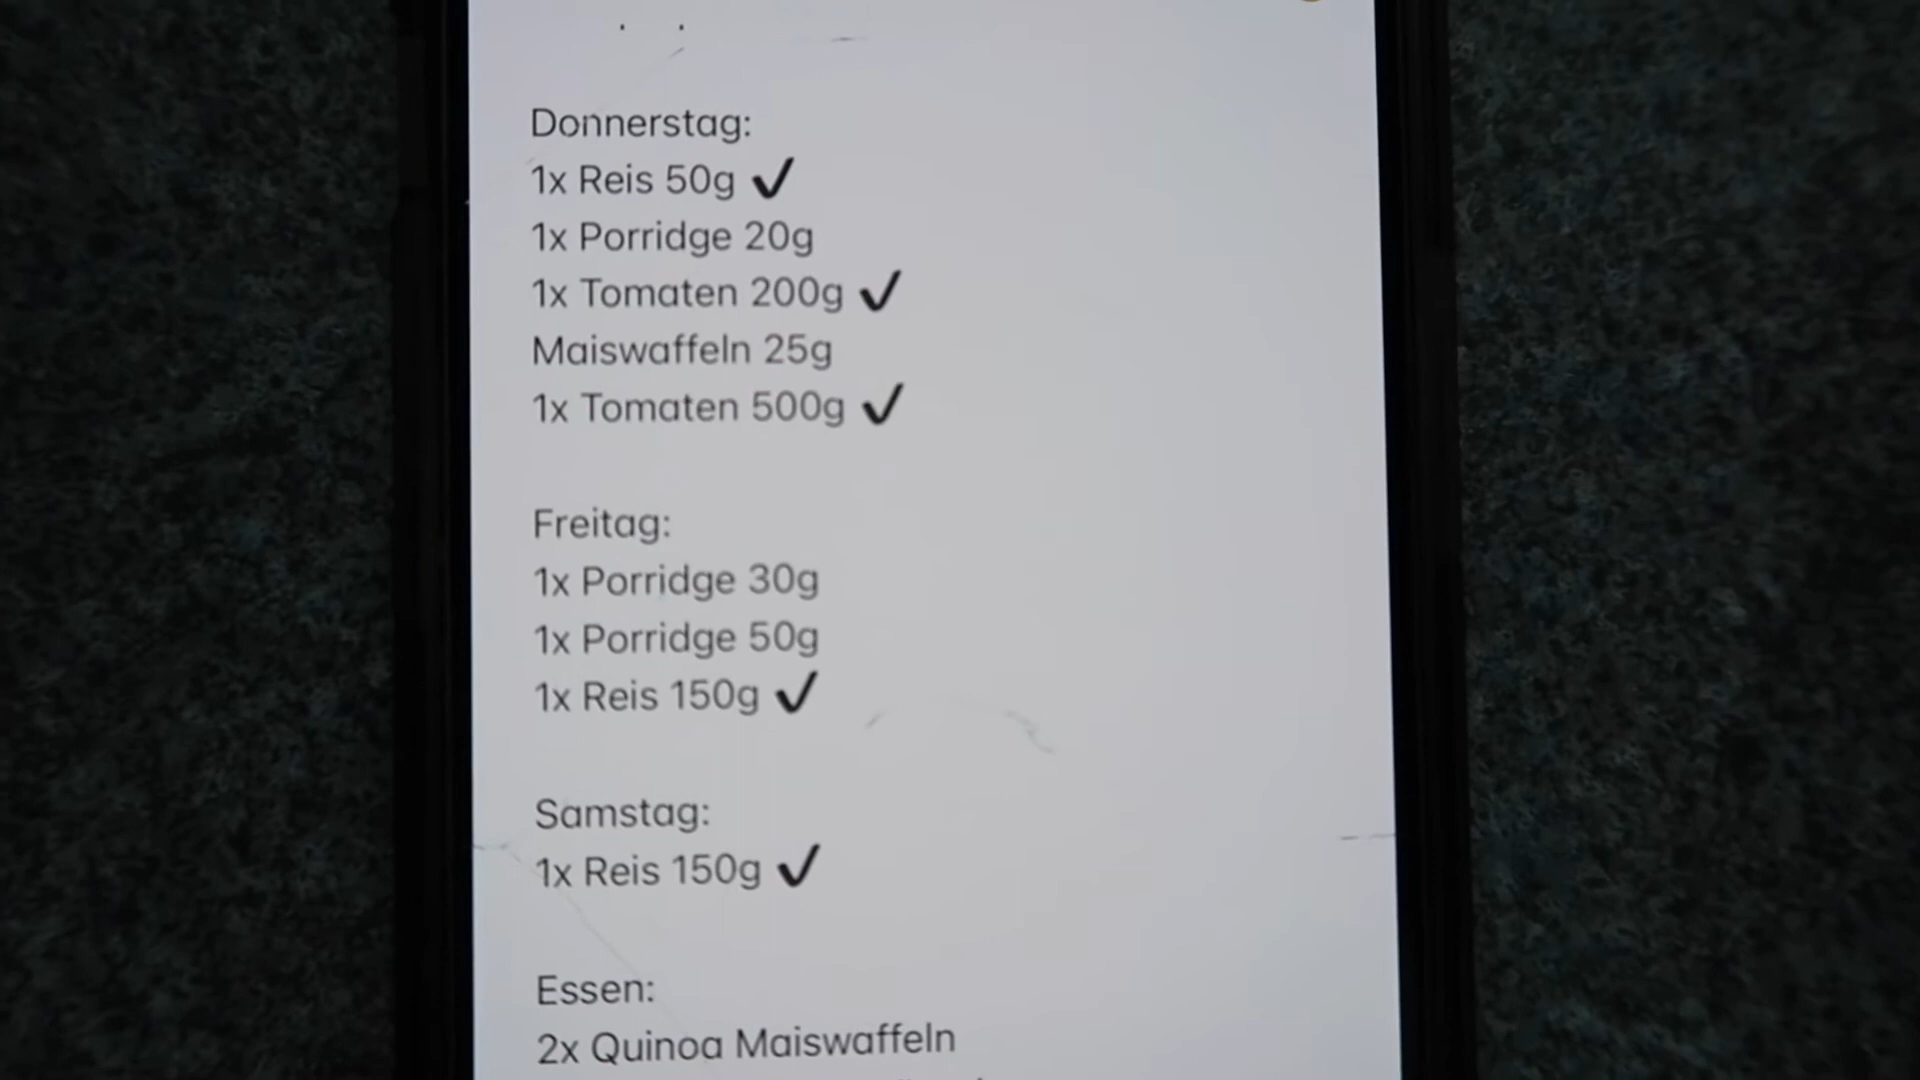 Donnerstag:
1x Reis 50g ✔
1x Porridge 20g
1x Tomaten 200g ✔
Maiswaffeln 25g
1x Tomaten 500g ✔
Freitag:
1x Porridge 30g
1x Porridge 50g
1x Reis 150g ✔
Samstag:
1x Reis 150g ✔
Essen:
2x Quinoa Maiswaffeln